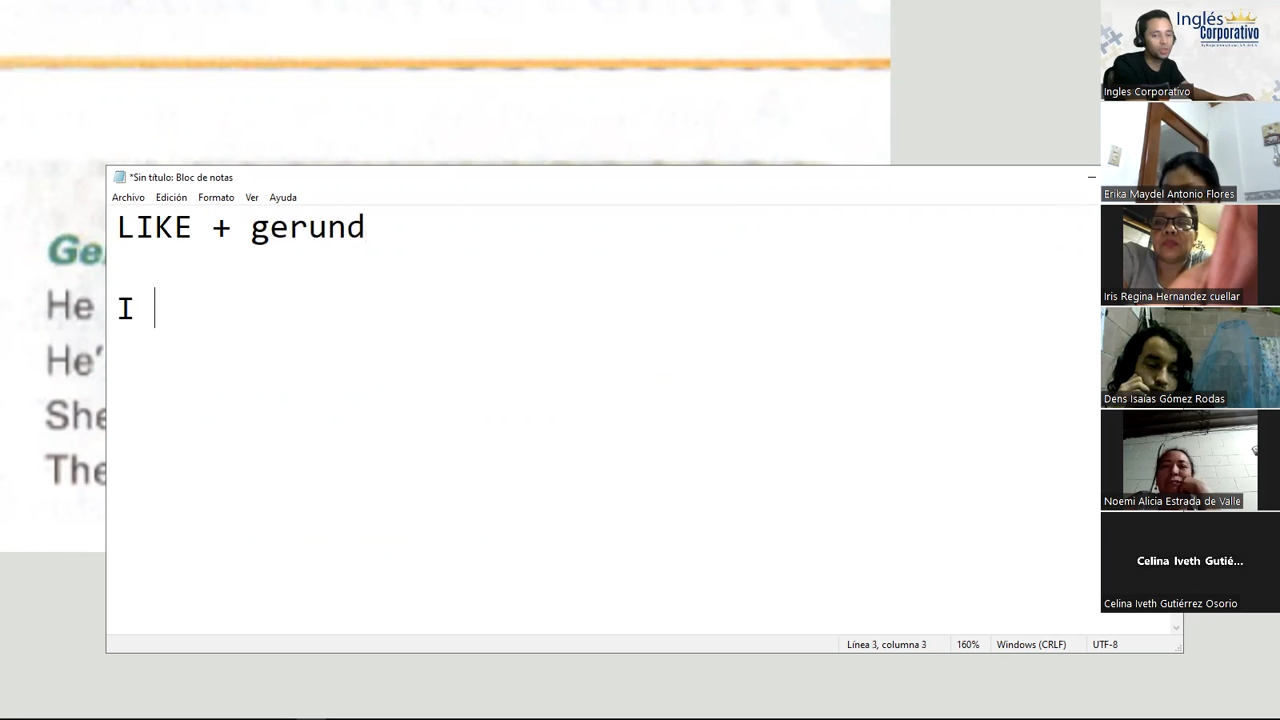 Inglés
Corporativo
Ingles Corporativo
*Sin título: Bloc de notas
Archivo Edición Formato Ver Ayuda
LIKE + gerund
I
He
He'
She
The
Erika Maydel Antonio Flores
Iris Regina Hernandez cuellar
Dens Isaías Gómez Rodas
Noemi Alicia Estrada de Valle
Celina Iveth Gutié...
Celina Iveth Gutiérrez Osorio
Línea 3, columna 3 160% Windows (CRLF) UTF-8